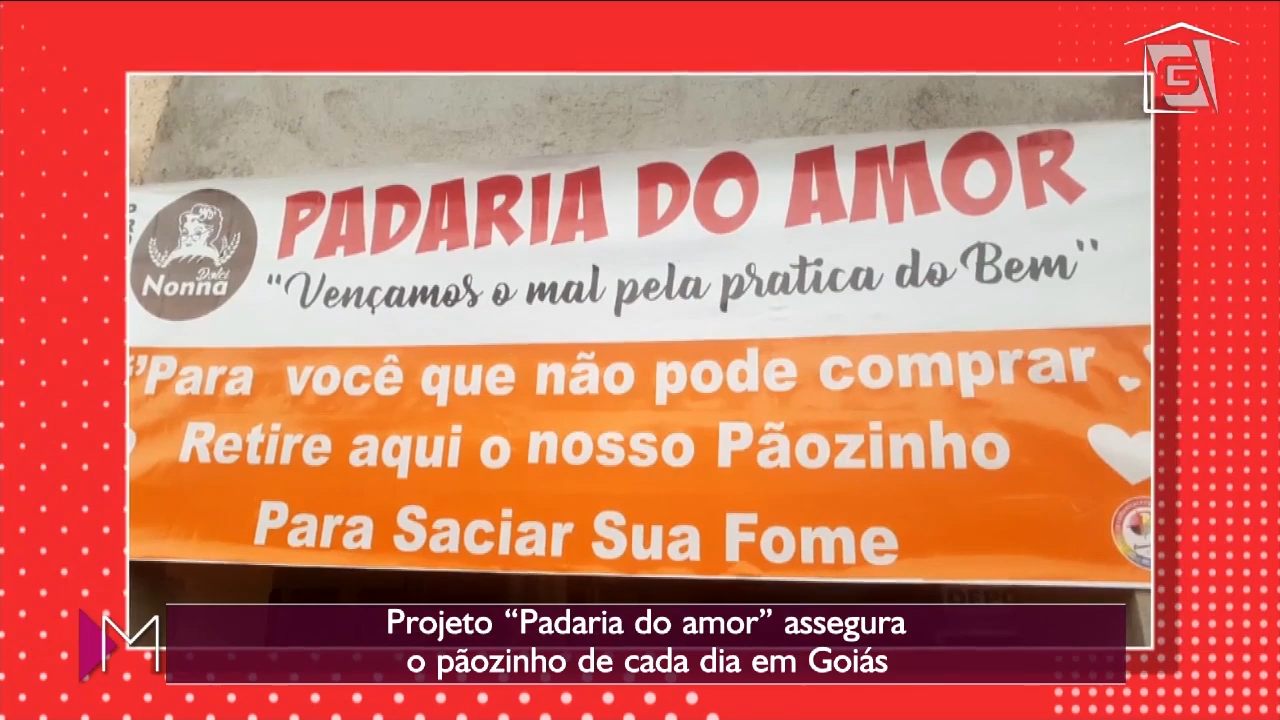 G
PADARIA DO AMOR
Dolci
Nonna
"Vençamos o mal pela pratica do Bem"
"Para você que não pode comprar
Retire aqui o nosso Pãozinho
Para Saciar Sua Fome
M
Projeto “Padaria do amor” assegura
o pãozinho de cada dia em Goiás